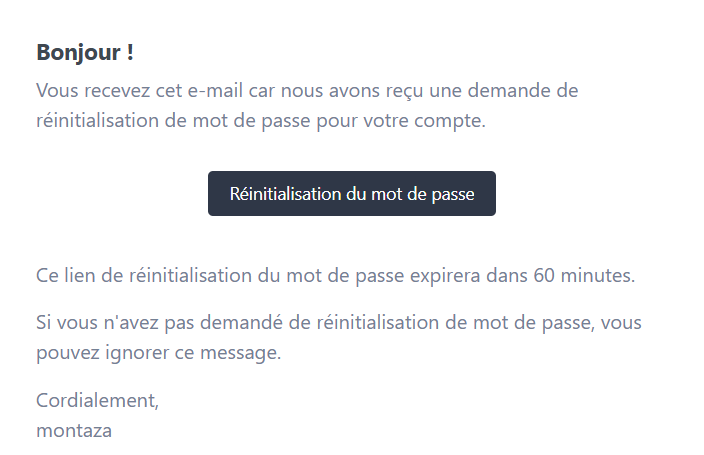 Bonjour !
Vous recevez cet e-mail car nous avons reçu une demande de
réinitialisation de mot de passe pour votre compte.
Réinitialisation du mot de passe
Ce lien de réinitialisation du mot de passe expirera dans 60 minutes.
Si vous n'avez pas demandé de réinitialisation de mot de passe, vous
pouvez ignorer ce message.
Cordialement,
montaza